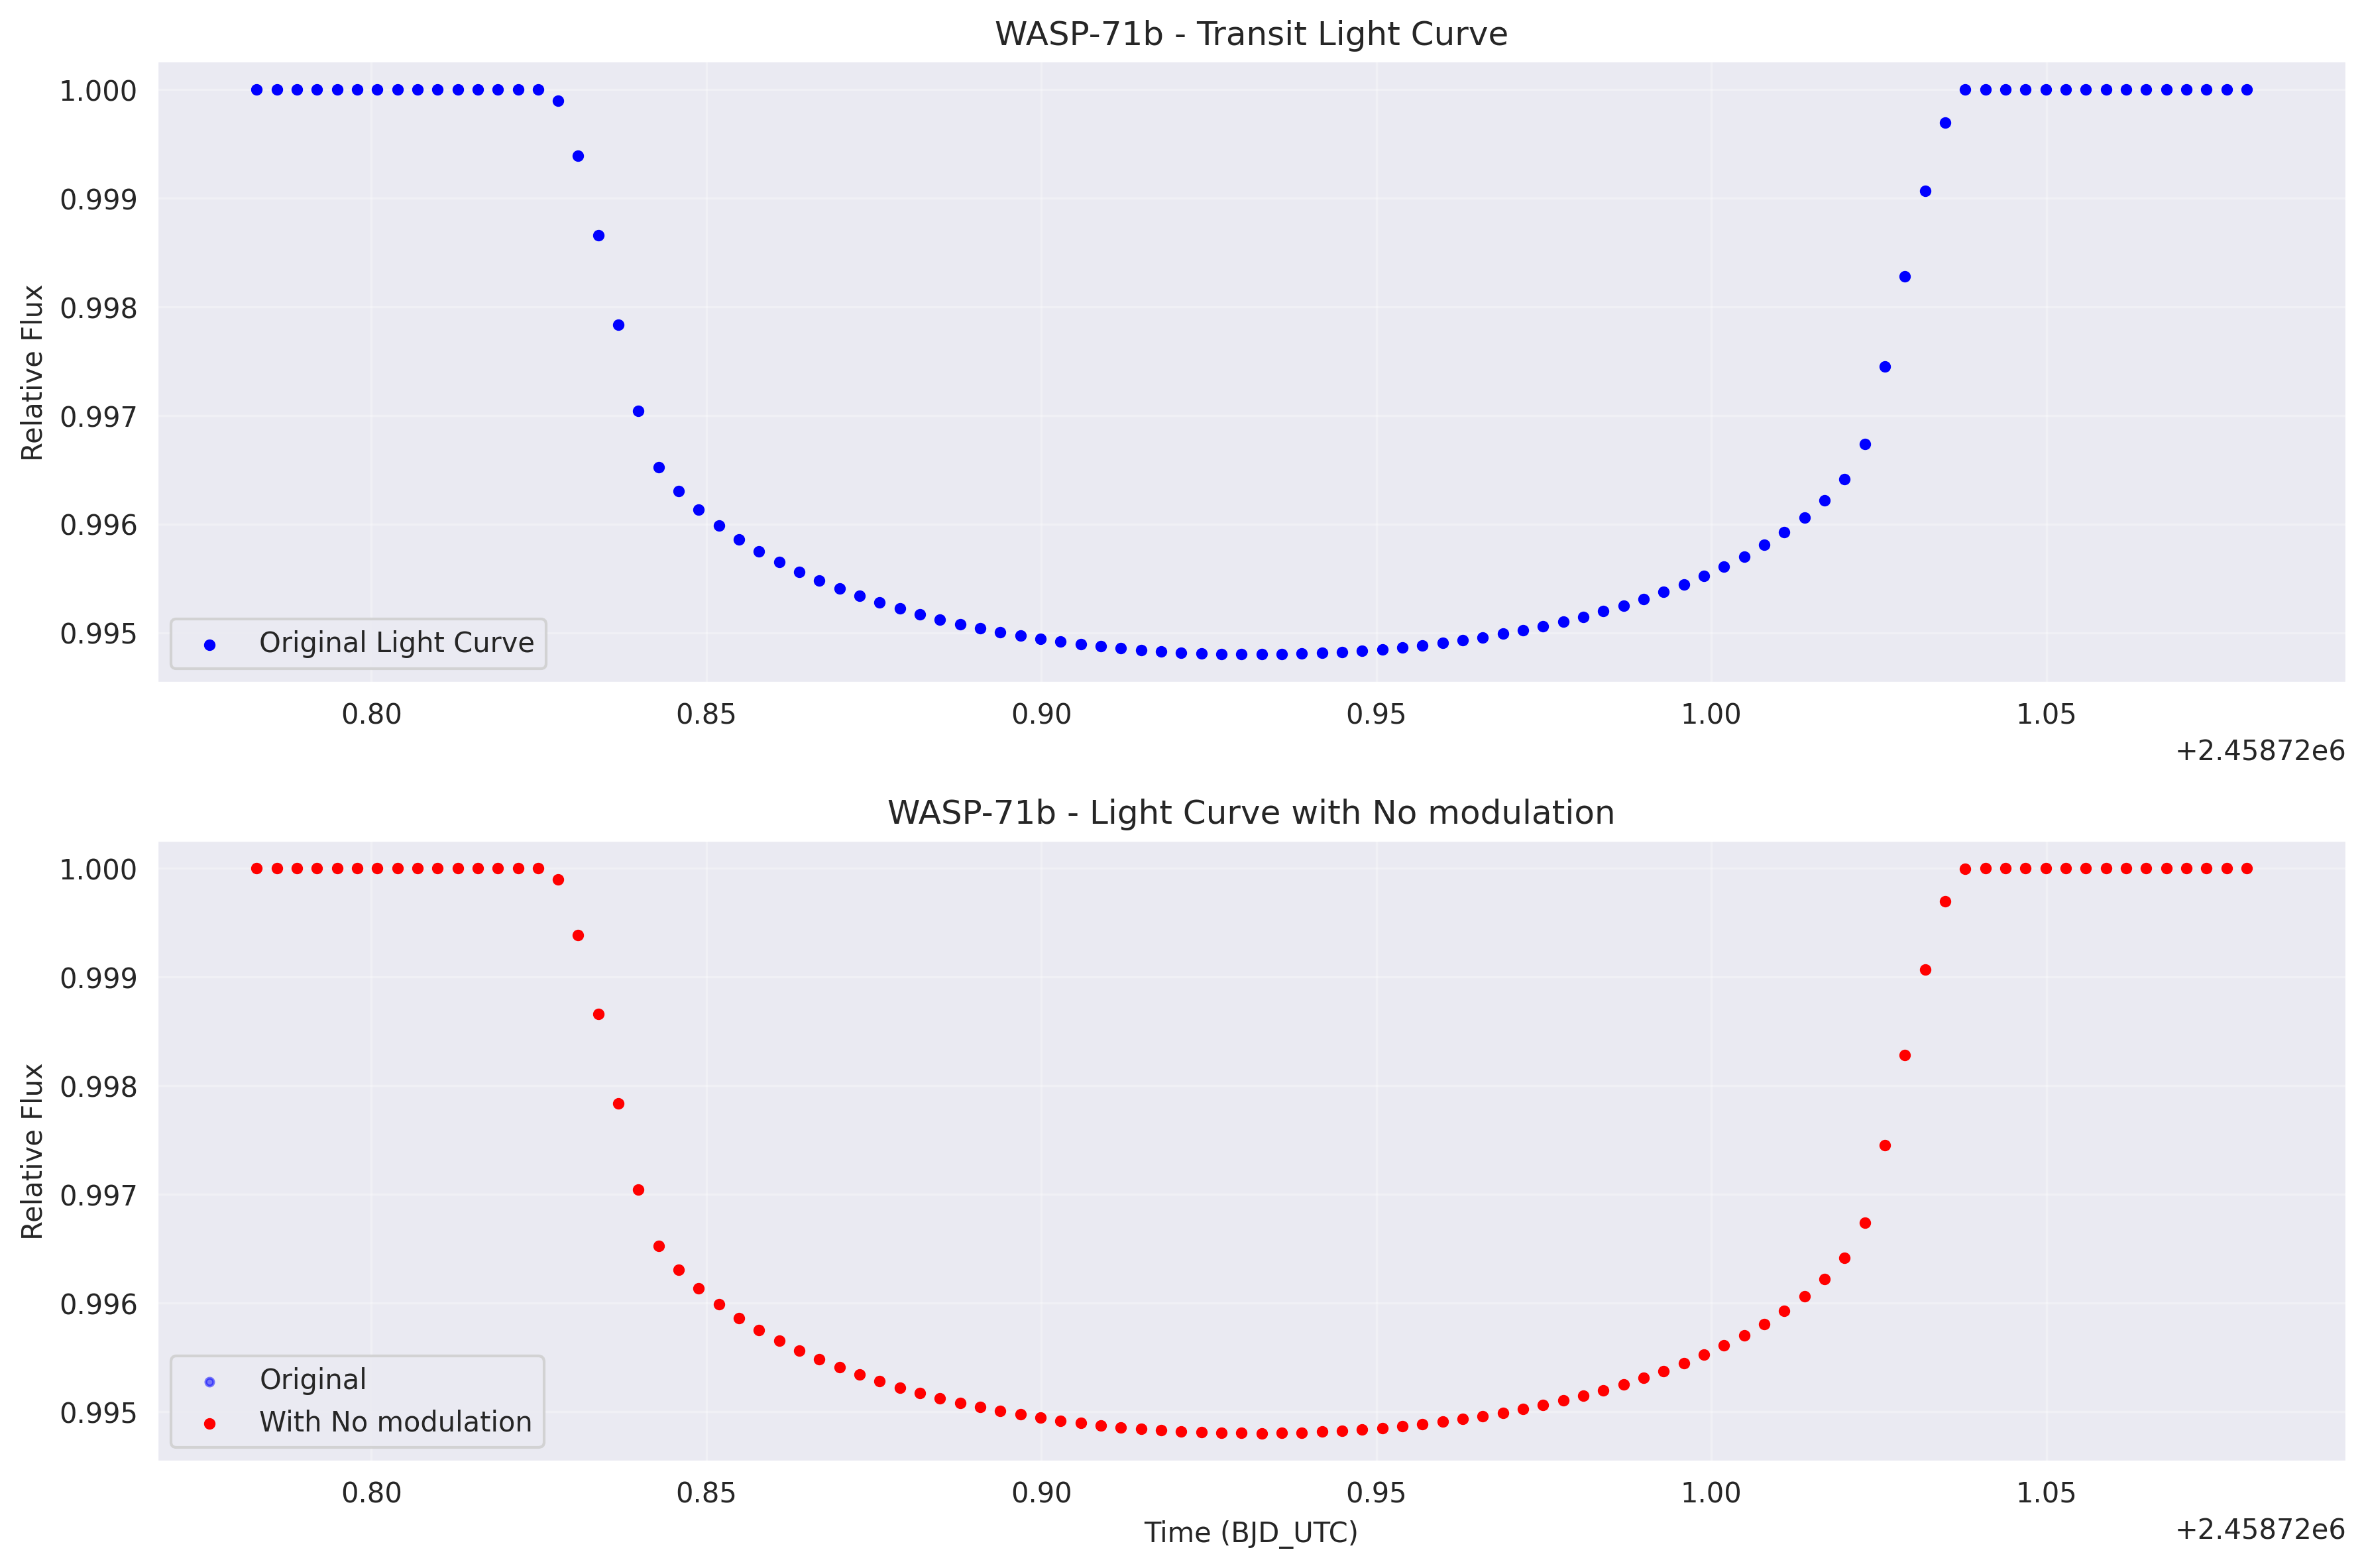 WASP-71b - Transit Light Curve
Relative Flux
1.000
0.999
0.998
0.997
0.996
0.995
Original Light Curve
0.80 0.85 0.90 0.95 1.00 1.05
+2.45872e6
WASP-71b - Light Curve with No modulation
Relative Flux
1.000
0.999
0.998
0.997
0.996
0.995
Original
With No modulation
0.80 0.85 0.90 0.95 1.00 1.05
Time (BJD_UTC)
+2.45872e6